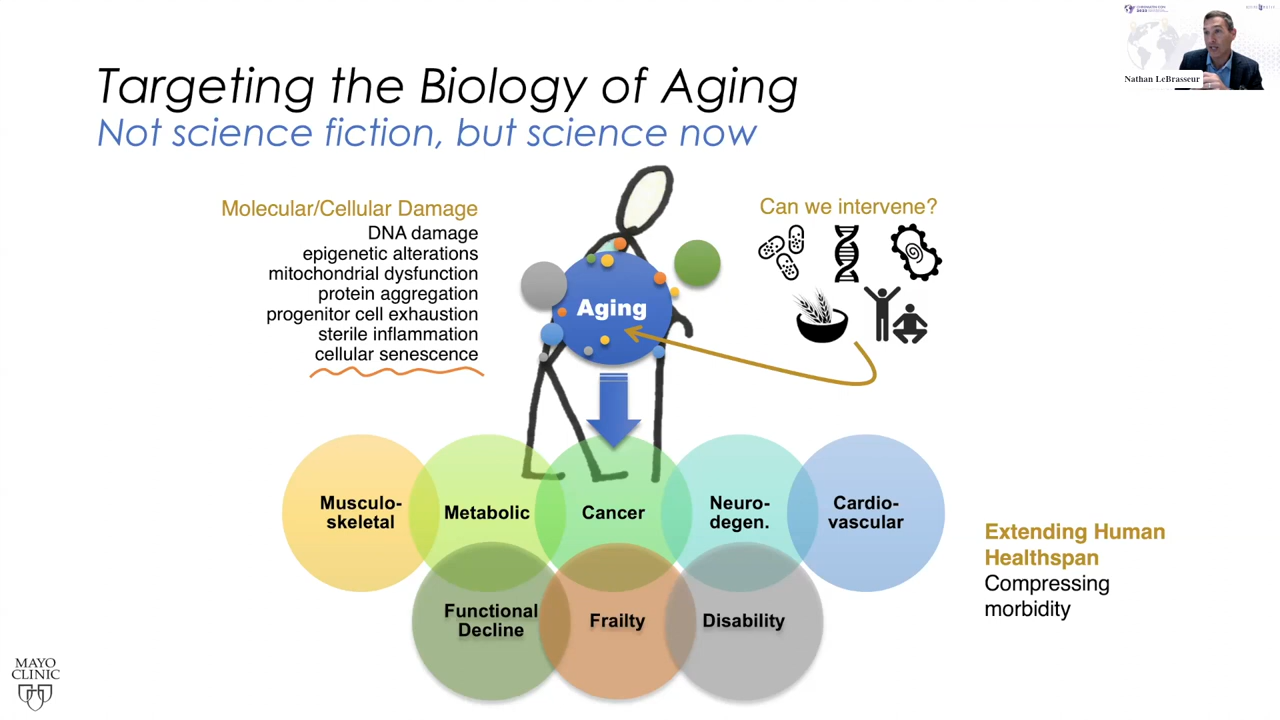 Targeting the Biology of Aging
Not science fiction, but science now
Nathan LeBrasseur
Molecular/Cellular Damage
DNA damage
epigenetic alterations
mitochondrial dysfunction
protein aggregation
progenitor cell exhaustion
sterile inflammation
cellular senescence
Can we intervene?
Aging
Musculo-
skeletal
Metabolic
Cancer
Neuro-
degen.
Cardio-
vascular
Functional
Decline
Frailty
Disability
Extending Human
Healthspan
Compressing
morbidity
MAYO
CLINIC